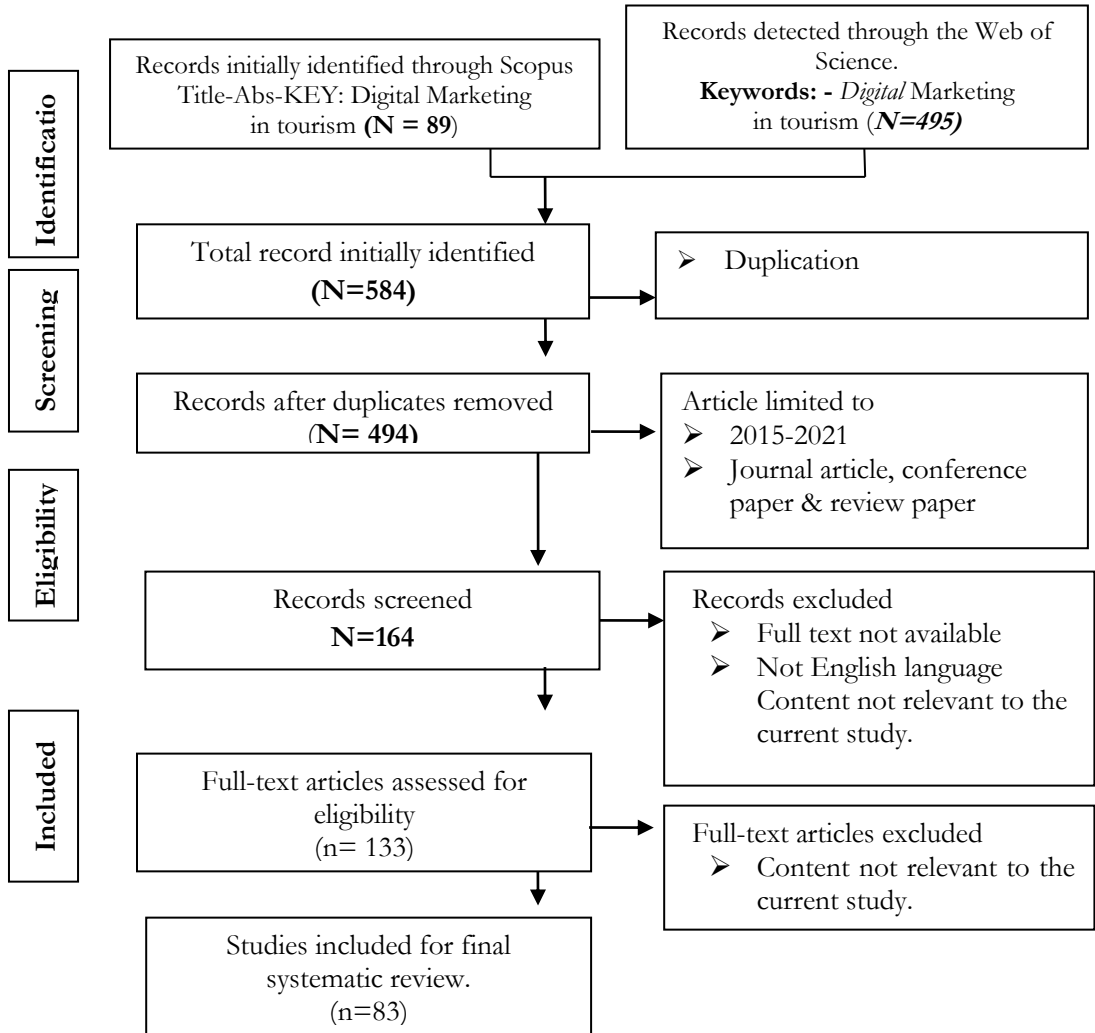 Records initially identified through Scopus
Title-Abs-KEY: Digital Marketing
in tourism (N = 89)
Records detected through the Web of
Science.
Keywords: - Digital Marketing
in tourism (N=495)
Identificatio
Total record initially identified
(N=584)
➢ Duplication
Screening
Records after duplicates removed
(N= 494)
Article limited to
➢ 2015-2021
➢ Journal article, conference
paper & review paper
Eligibility
Records screened
N=164
Records excluded
➢ Full text not available
➢ Not English language
Content not relevant to the
current study.
Included
Full-text articles assessed for
eligibility
(n= 133)
Full-text articles excluded
➢ Content not relevant to the
current study.
Studies included for final
systematic review.
(n=83)